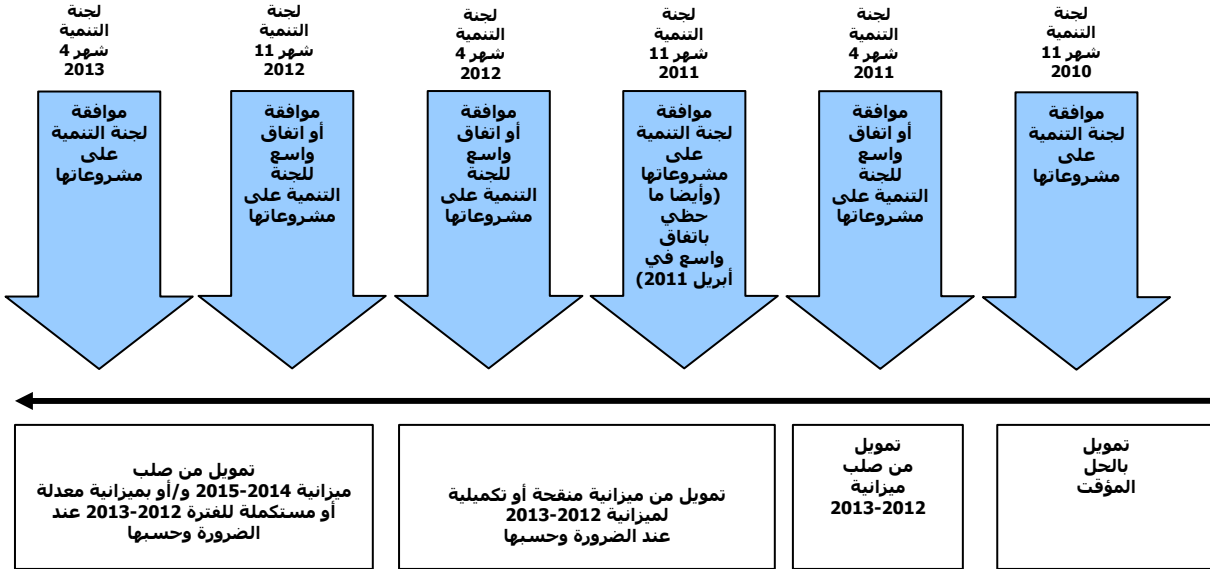 لجنة
التنمية
شهر 11
2010
لجنة
التنمية
شهر 4
2011
لجنة
التنمية
شهر 11
2011
لجنة
التنمية
شهر 4
2012
لجنة
التنمية
شهر 11
2012
لجنة
التنمية
شهر 4
2013
موافقة
لجنة التنمية
على
مشروعاتها
موافقة
أو اتفاق
واسع
للجنة
التنمية على
مشروعاتها
موافقة
لجنة التنمية
على
مشروعاتها
(وأيضا ما
حظي
باتفاق
واسع في
أبريل 2011)
موافقة
أو اتفاق
واسع
للجنة
التنمية على
مشروعاتها
موافقة
أو اتفاق
واسع
للجنة
التنمية على
مشروعاتها
موافقة
لجنة التنمية
على
مشروعاتها
تمويل
بالحل
المؤقت
تمويل
من صلب
ميزانية
2012-2013
تمويل من ميزانية منقحة أو تكميلية
لميزانية 2012-2013
عند الضرورة وحسبها
تمويل من صلب
ميزانية 2014-2015 و/أو بميزانية معدلة
أو مستكملة للفترة 2012-2013 عند
الضرورة وحسبها